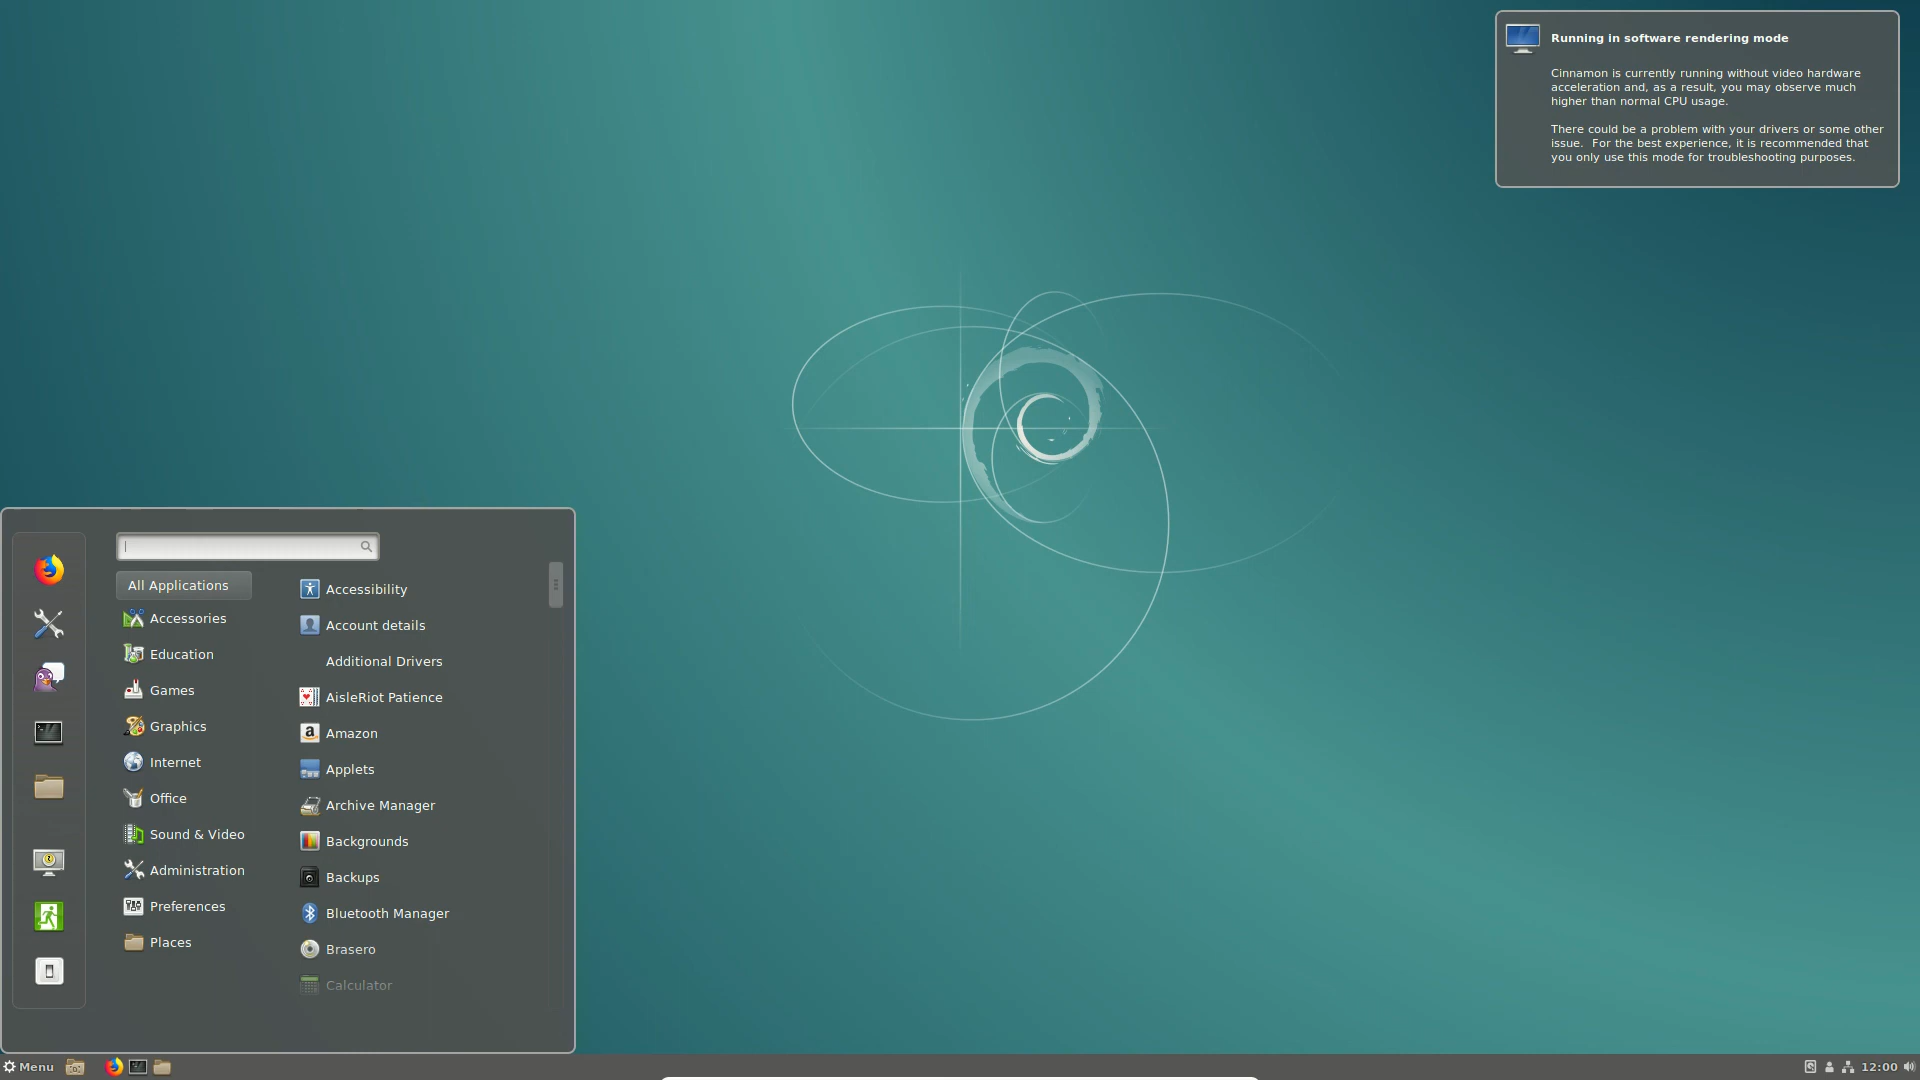 Running in software rendering mode
Cinnamon is currently running without video hardware
acceleration and, as a result, you may observe much
higher than normal CPU usage.
There could be a problem with your drivers or some other
issue.  For the best experience, it is recommended that
you only use this mode for troubleshooting purposes.
All Applications
Accessories
Education
Games
Graphics
Internet
Office
Sound & Video
Administration
Preferences
Places
Accessibility
Account details
Additional Drivers
AisleRiot Patience
Amazon
Applets
Archive Manager
Backgrounds
Backups
Bluetooth Manager
Brasero
Calculator
Menu
12:00